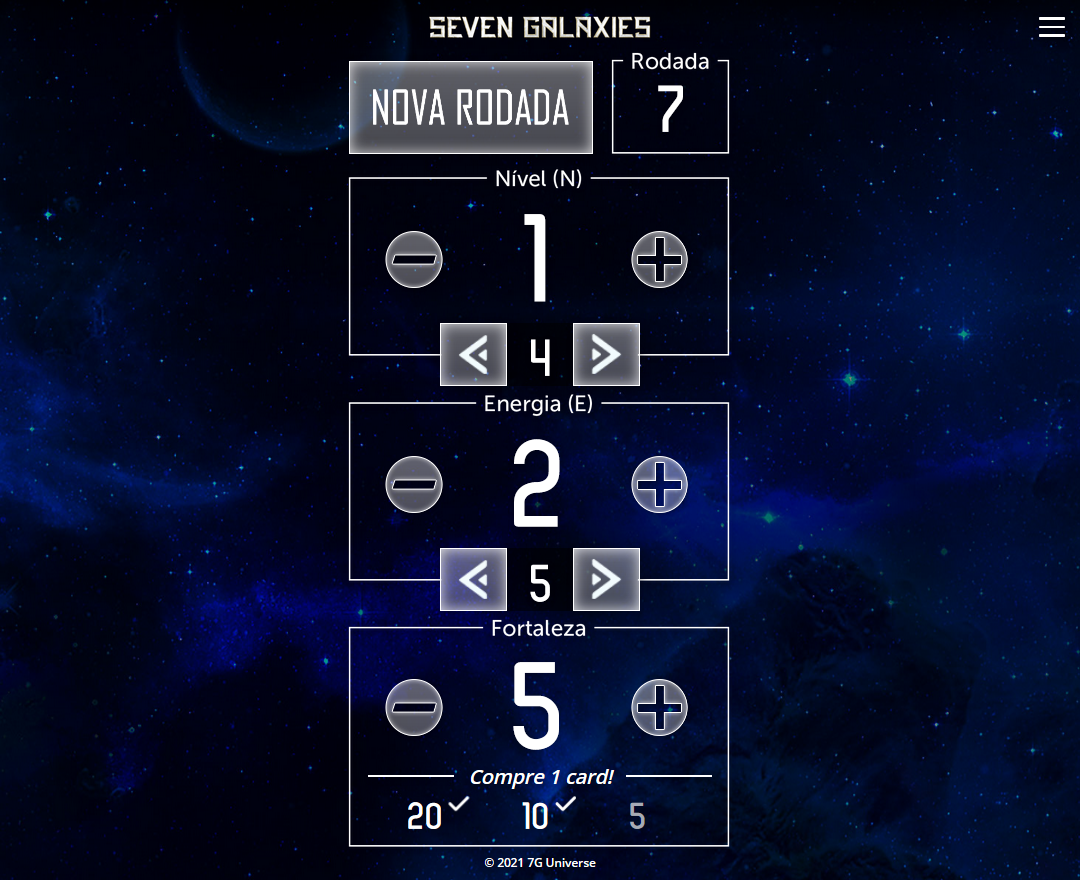 SEVEN GALAXIES
NOVA RODADA
Rodada
7
Nível (N)
1
4
Energia (E)
2
5
Fortaleza
5
Compre 1 card!
20 10 5
© 2021 7G Universe